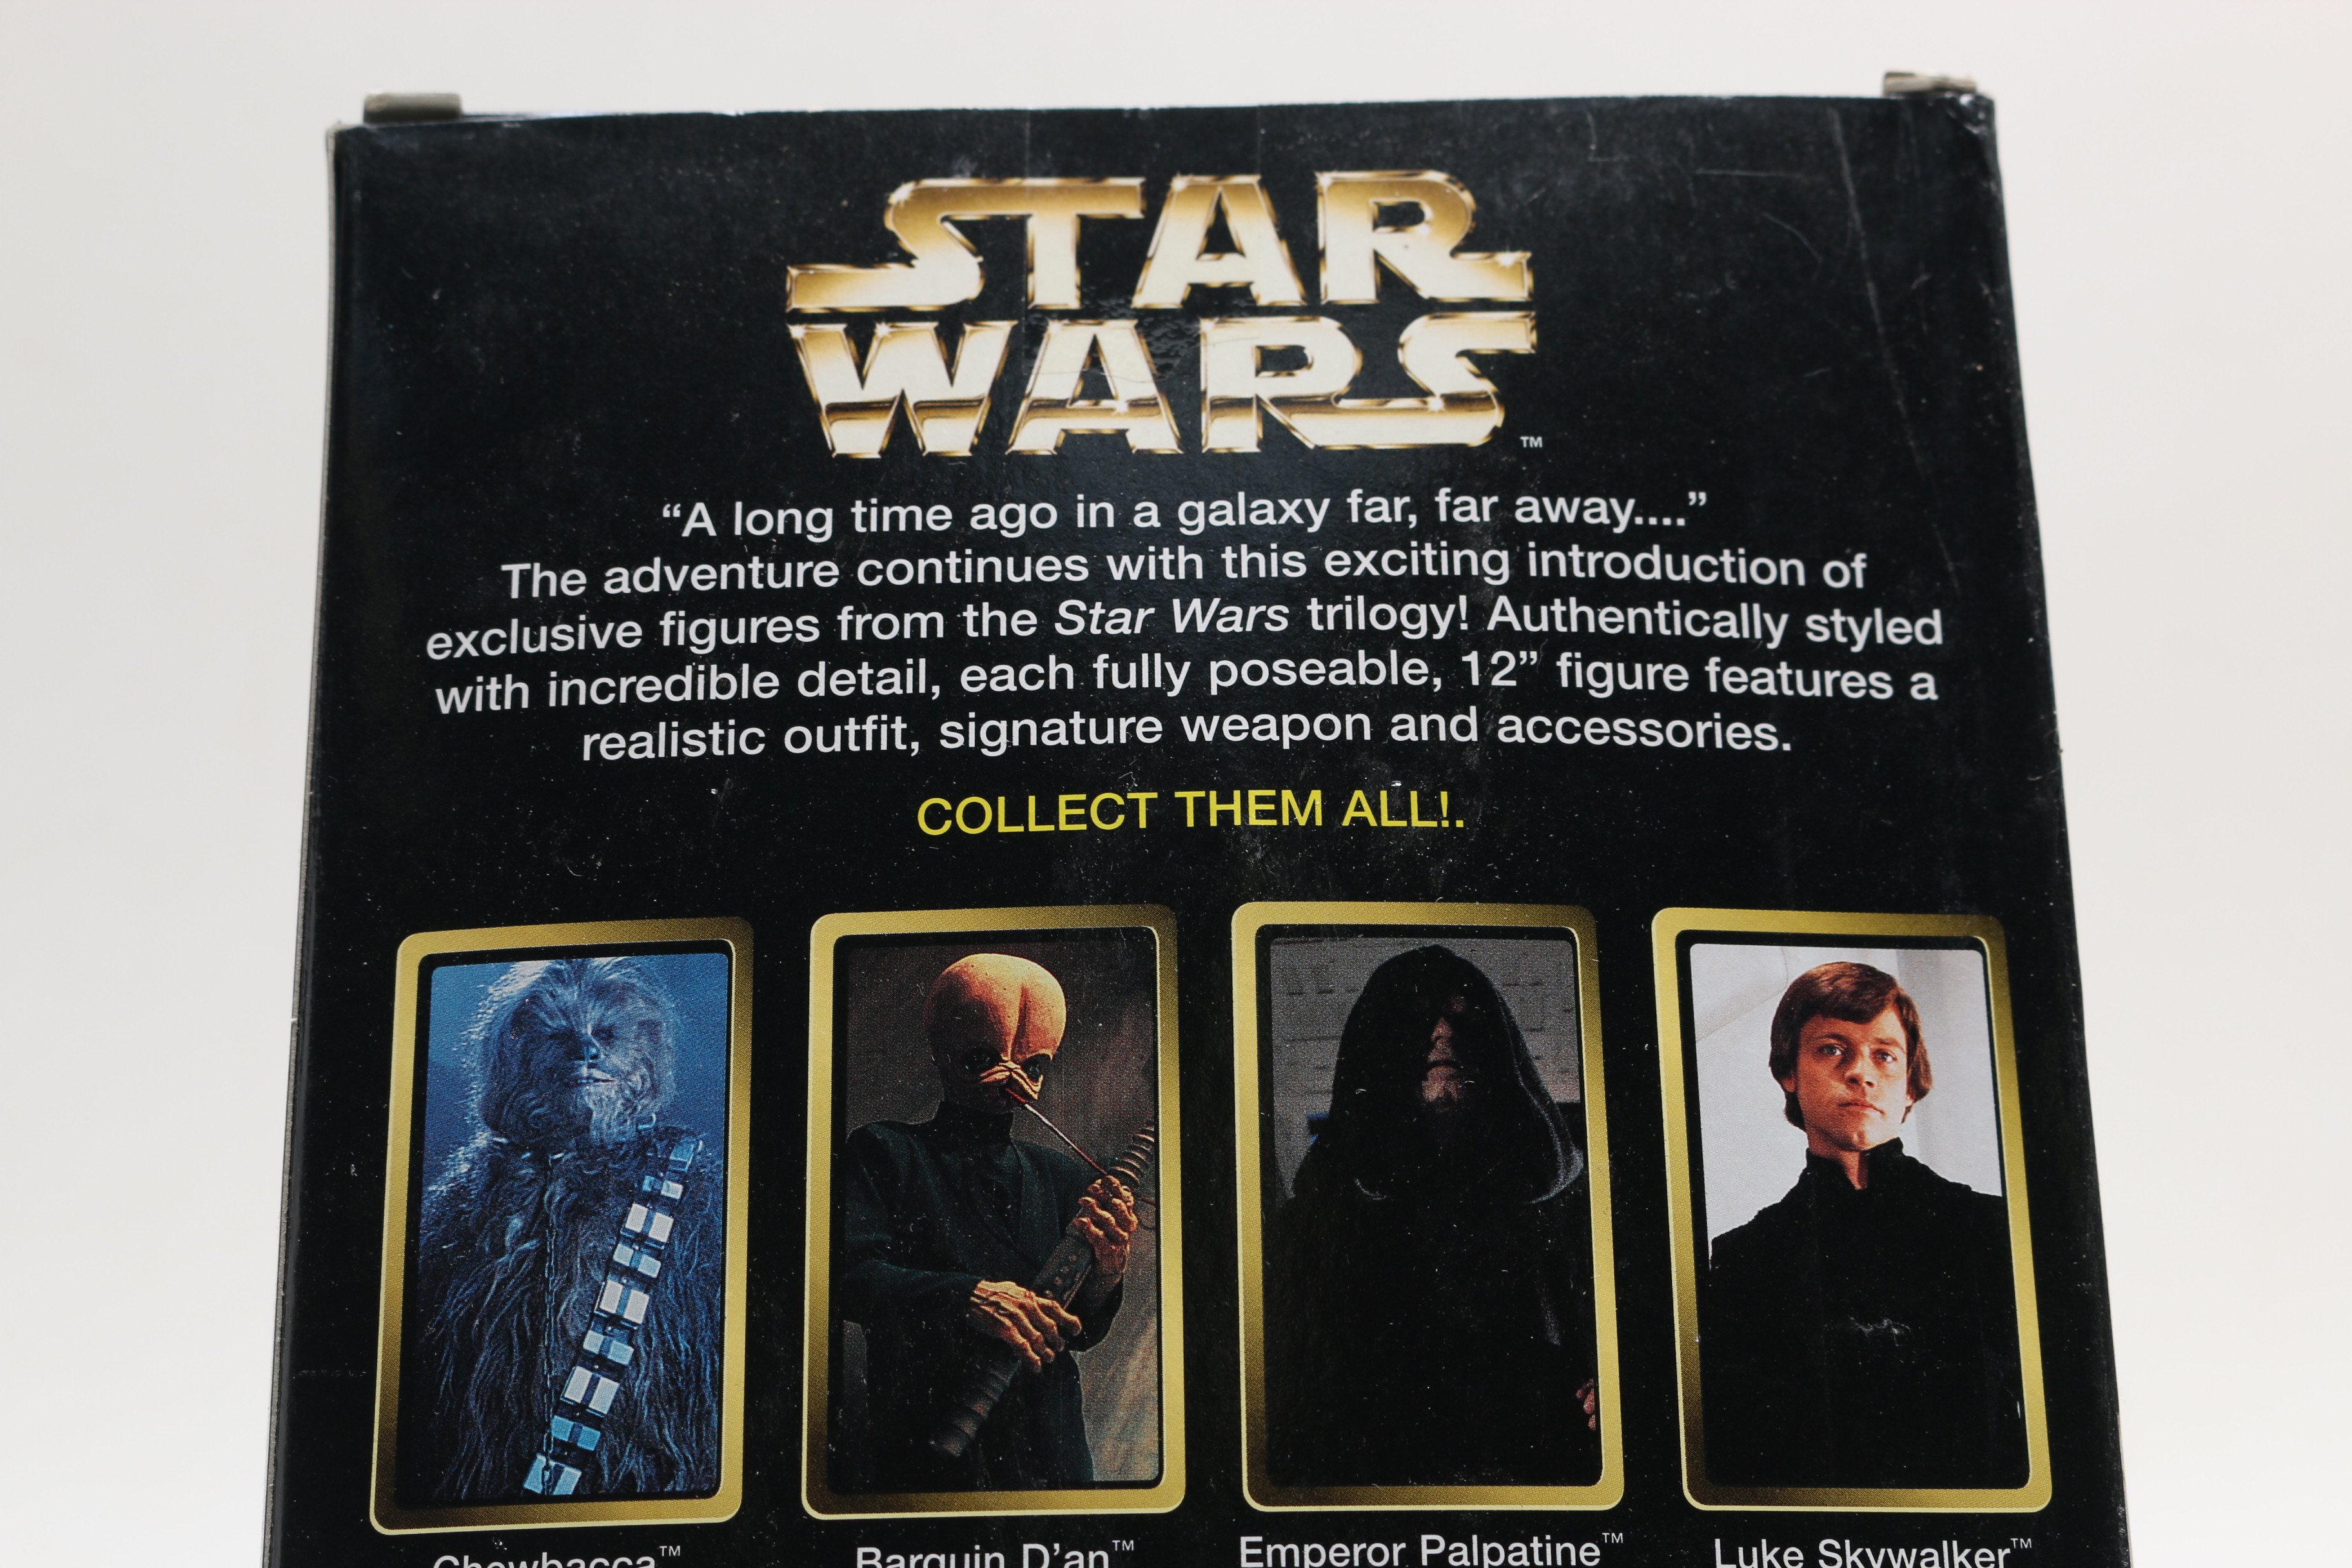 STAR
WARS™
“A long time ago in a galaxy far, far away....”
The adventure continues with this exciting introduction of
exclusive figures from the Star Wars trilogy! Authentically styled
with incredible detail, each fully poseable, 12” figure features a
realistic outfit, signature weapon and accessories.
COLLECT THEM ALL!.
Chewbacca™ Barquin D’an™ Emperor Palpatine™ Luke Skywalker™